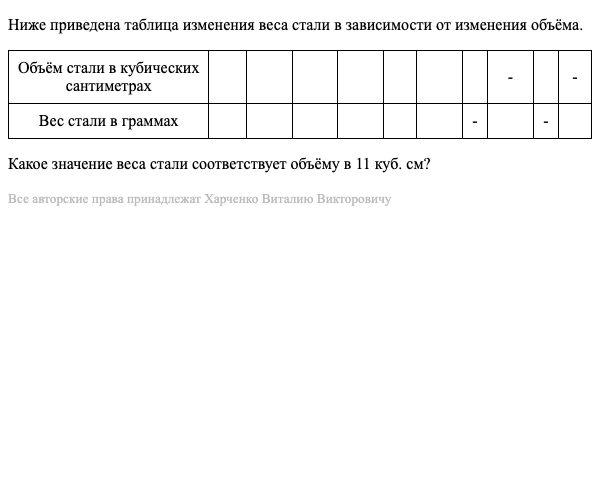 Ниже приведена таблица изменения веса стали в зависимости от изменения объёма.
Объём стали в кубических
сантиметрах - -
Вес стали в граммах - -
Какое значение веса стали соответствует объёму в 11 куб. см?
Все авторские права принадлежат Харченко Виталию Викторовичу